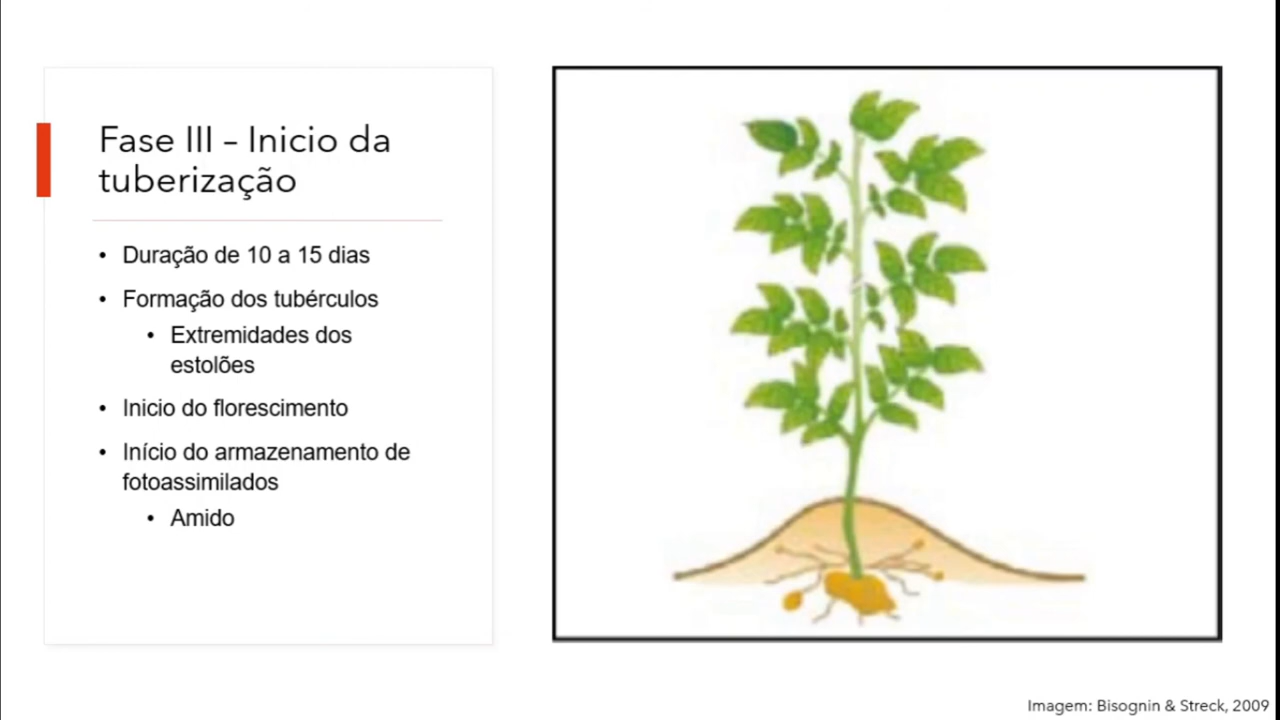 Fase III – Inicio da
tuberização
• Duração de 10 a 15 dias
• Formação dos tubérculos
• Extremidades dos
estolões
• Inicio do florescimento
• Início do armazenamento de
fotoassimilados
• Amido
Imagem: Bisognin & Streck, 2009